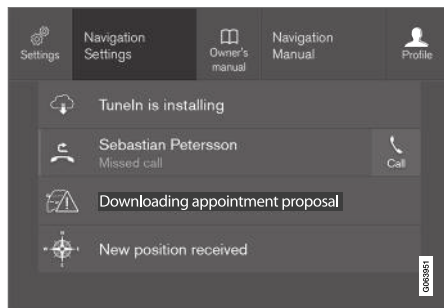 Settings
Navigation
Settings
Owner's
manual
Navigation
Manual
Profile
TuneIn is installing
Sebastian Petersson
Missed call
Call
Downloading appointment proposal
New position received
G063951